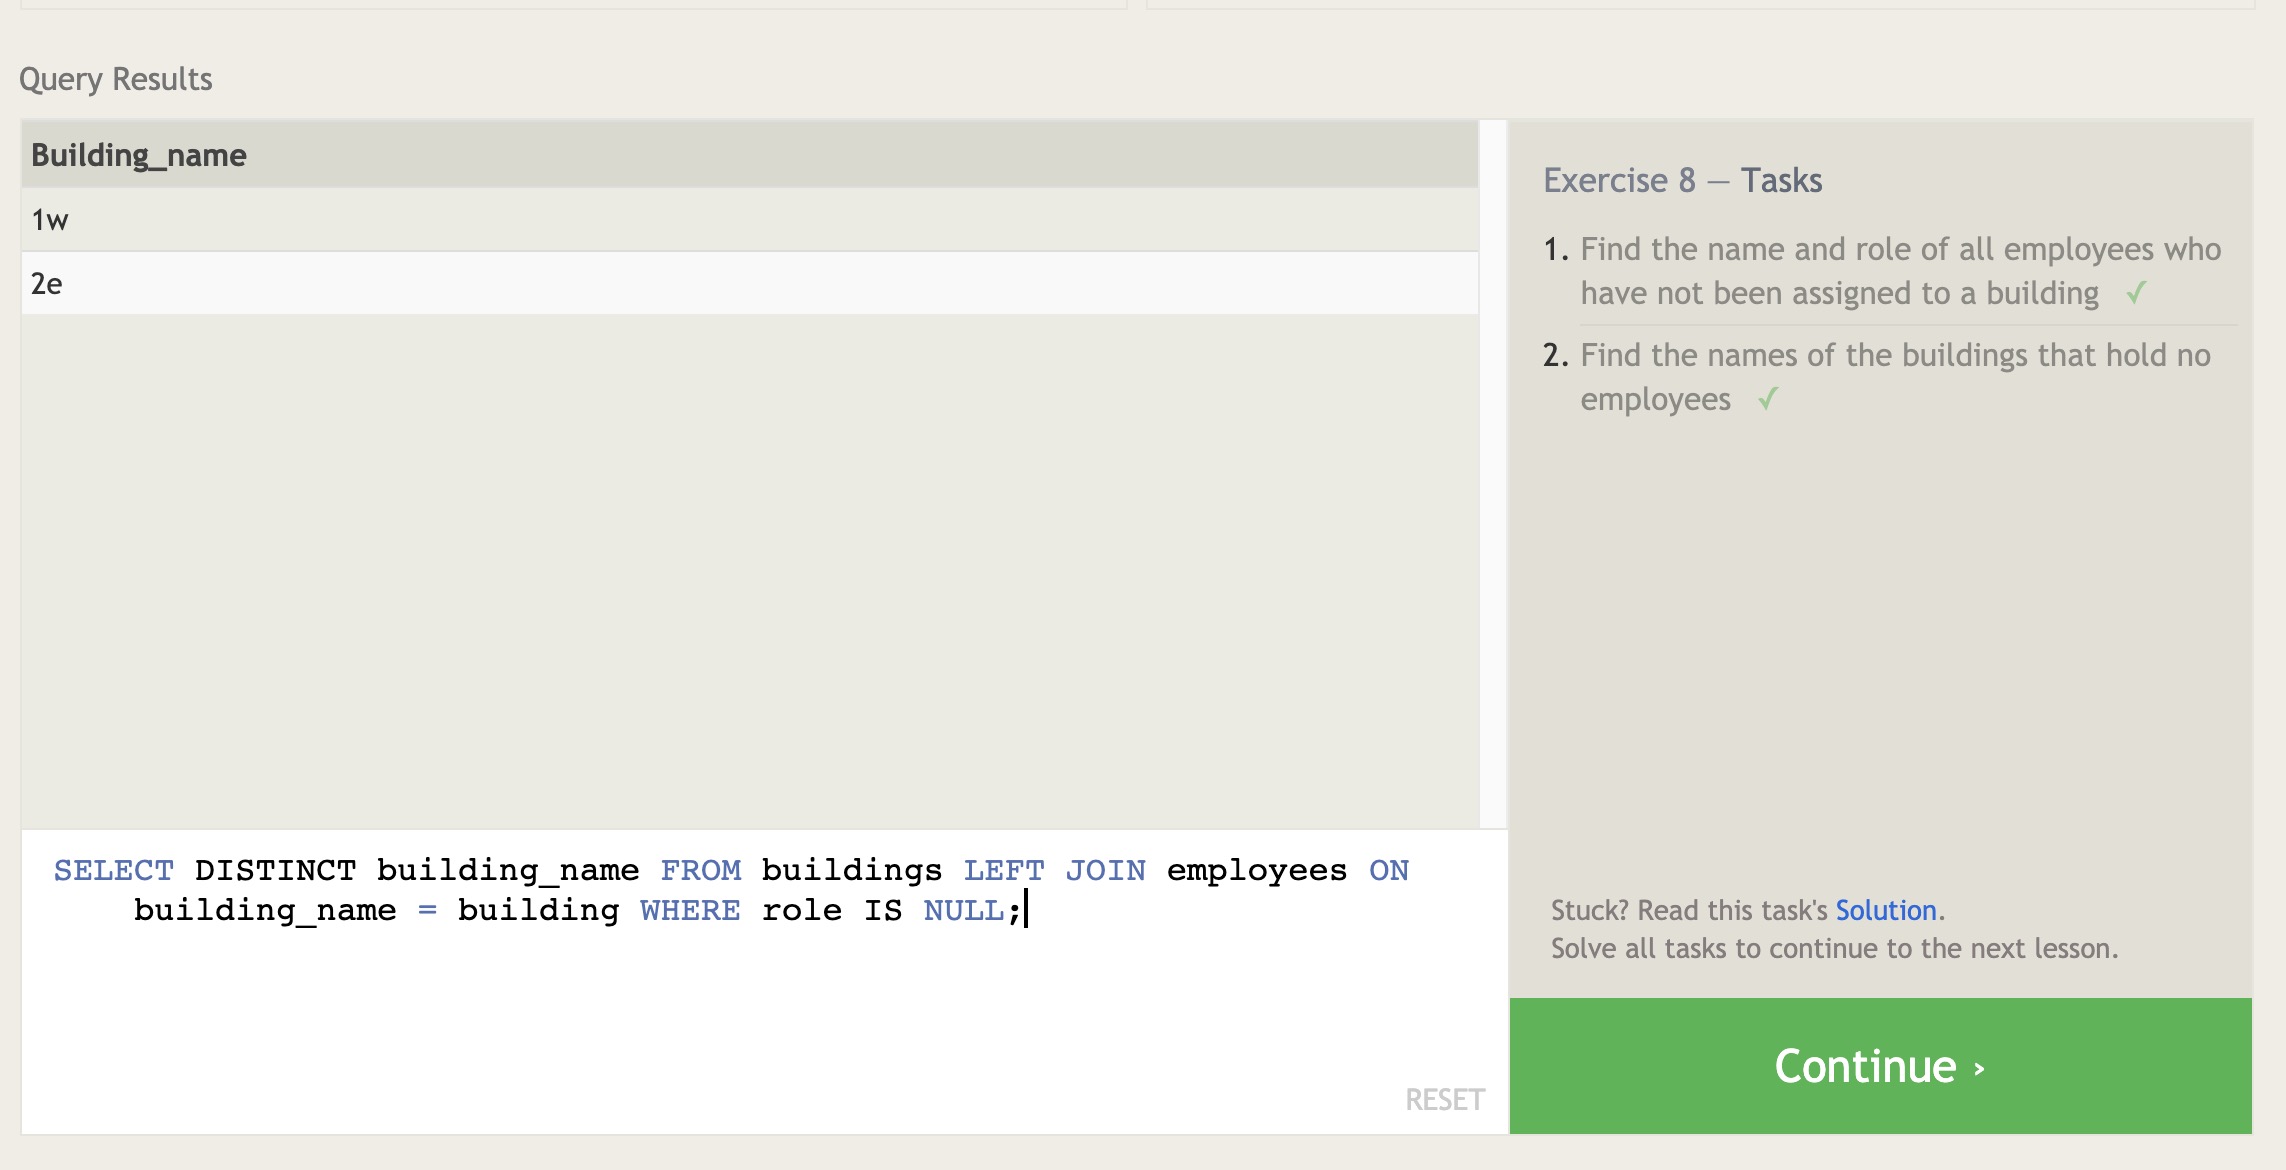 Query Results
Building_name
1w
2e
SELECT DISTINCT building_name FROM buildings LEFT JOIN employees ON
building_name = building WHERE role IS NULL;
RESET
Exercise 8 — Tasks
1. Find the name and role of all employees who
have not been assigned to a building ✓
2. Find the names of the buildings that hold no
employees ✓
Stuck? Read this task's Solution.
Solve all tasks to continue to the next lesson.
Continue ›